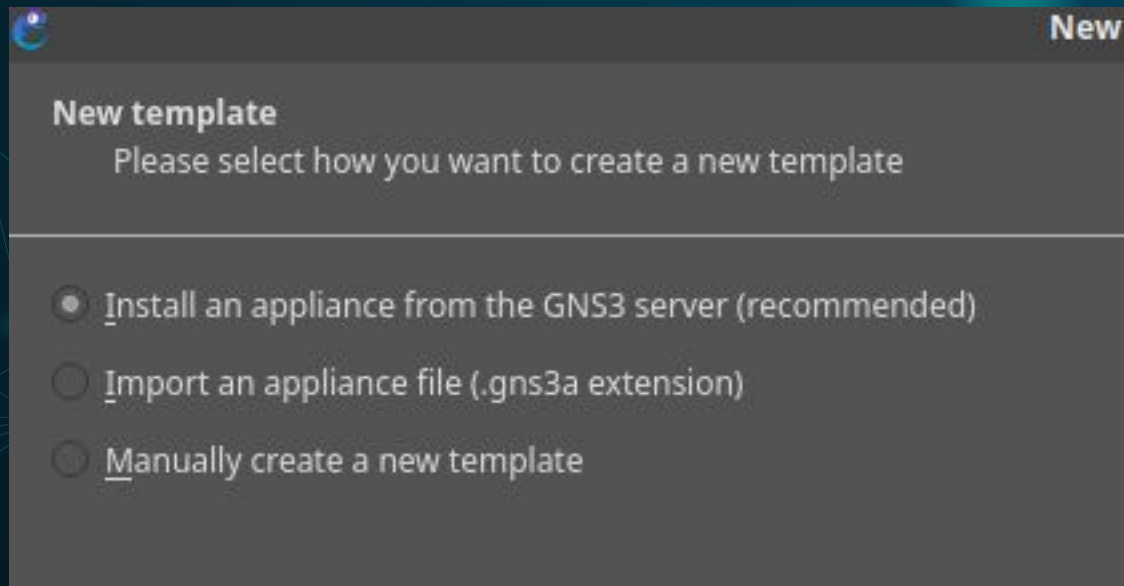 New
New template
Please select how you want to create a new template
Install an appliance from the GNS3 server (recommended)
Import an appliance file (.gns3a extension)
Manually create a new template